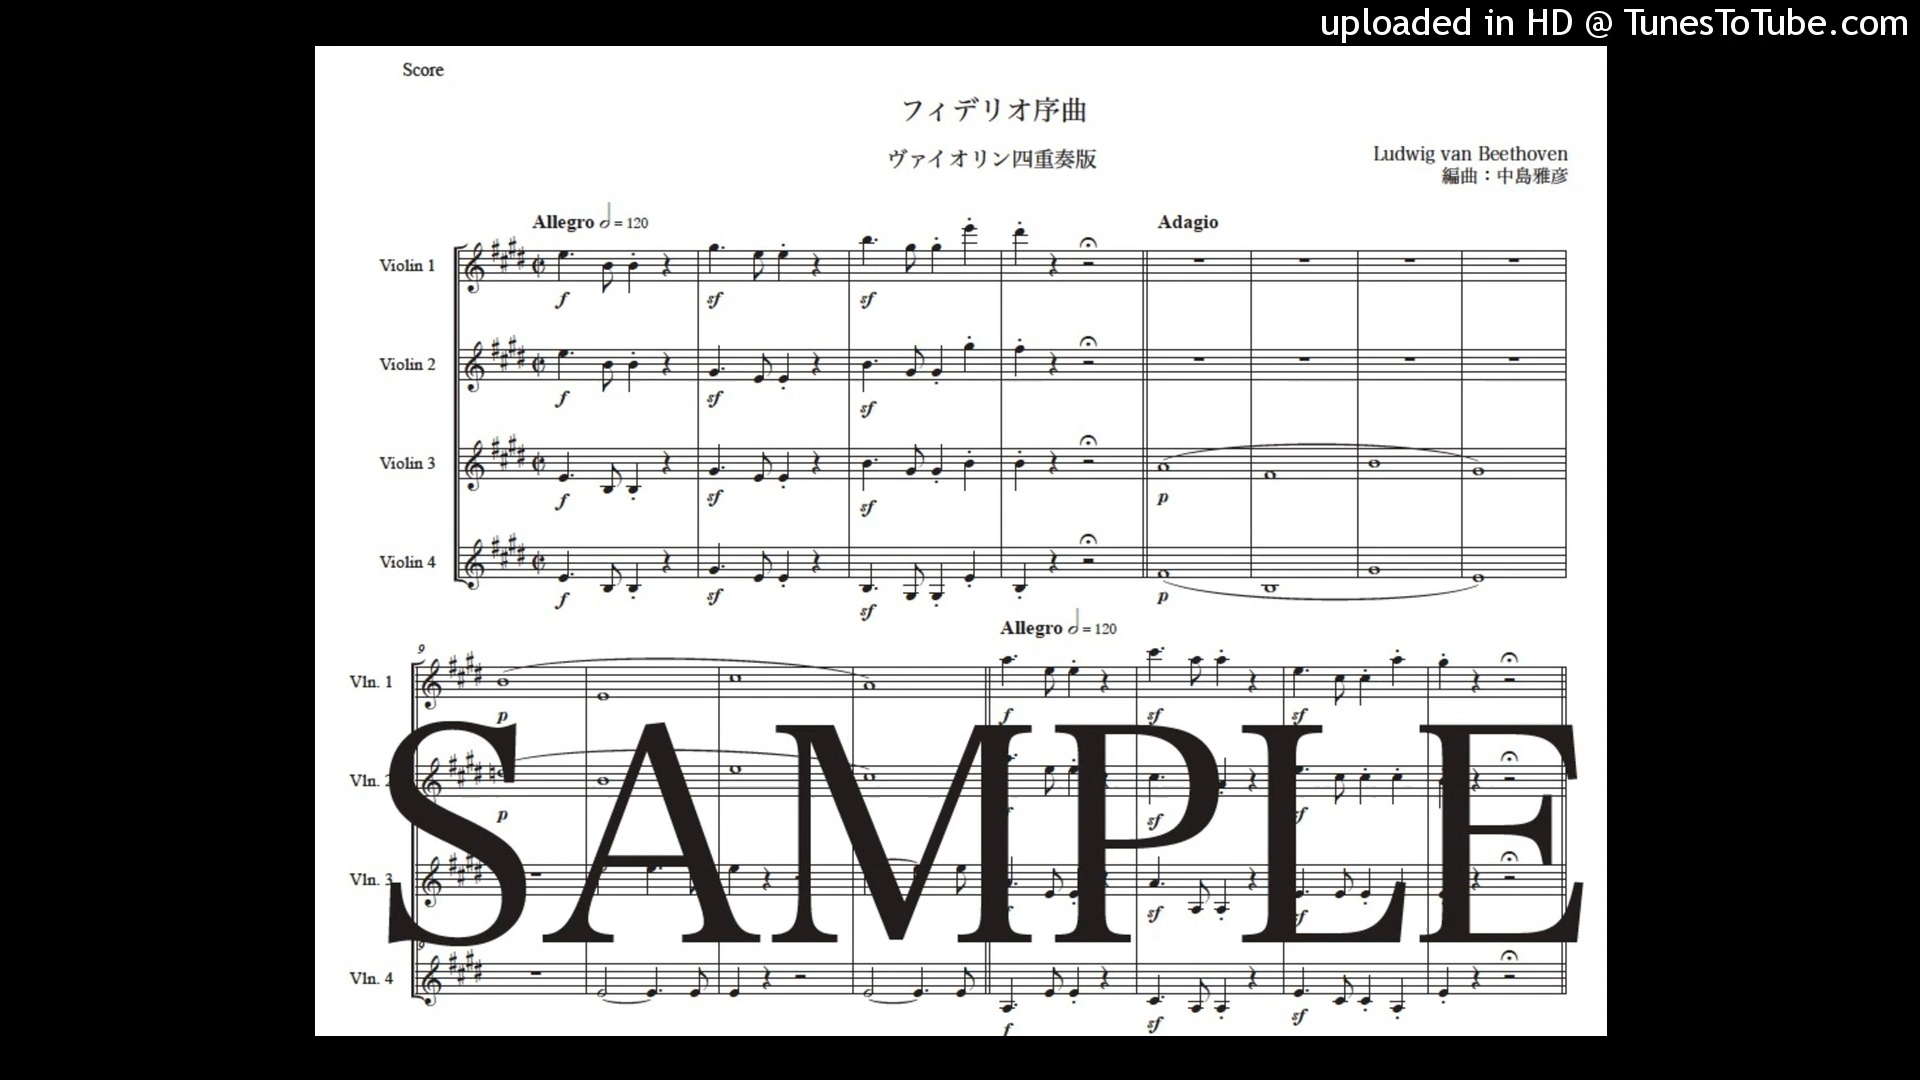 uploaded in HD @ TunesToTube.com
Score
フィデリオ序曲
ヴァイオリン四重奏版
Ludwig van Beethoven
編曲：中島雅彦
Allegro 𝅗𝅥 = 120
Adagio
Violin 1
f sf sf
Violin 2
f sf sf
Violin 3
f sf sf p
Violin 4
f sf sf p
Allegro 𝅗𝅥 = 120
9
Vln. 1
p f sf sf
SAMPLE
Vln. 2
p f sf sf
Vln. 3
f sf sf
9
Vln. 4
f sf sf